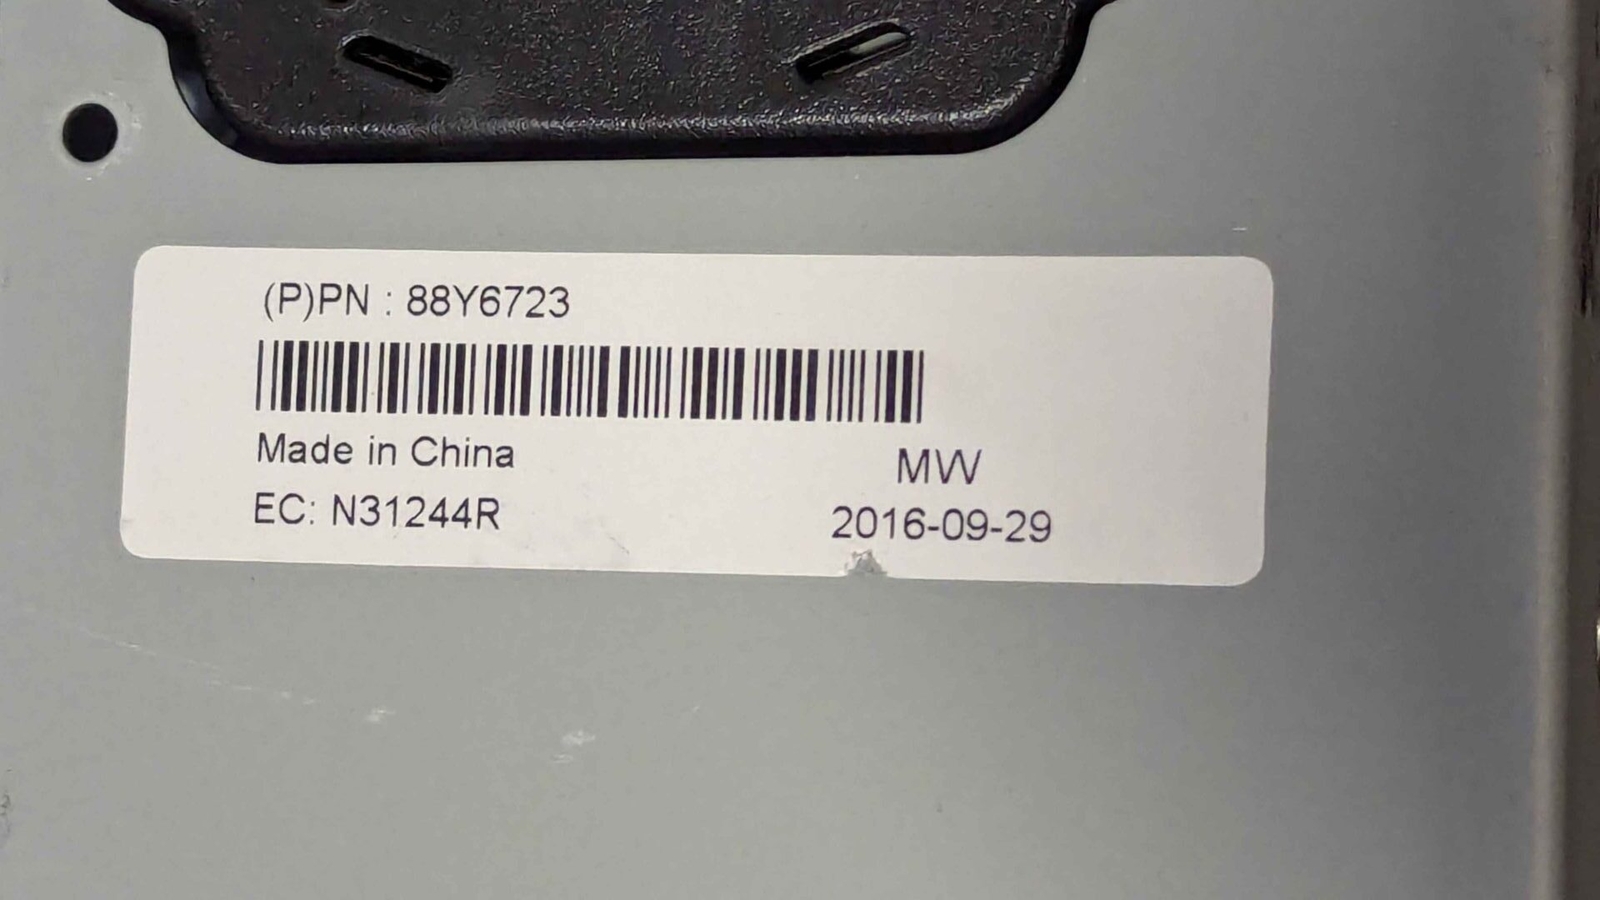 (P)PN : 88Y6723
Made in China
MW
EC: N31244R
2016-09-29